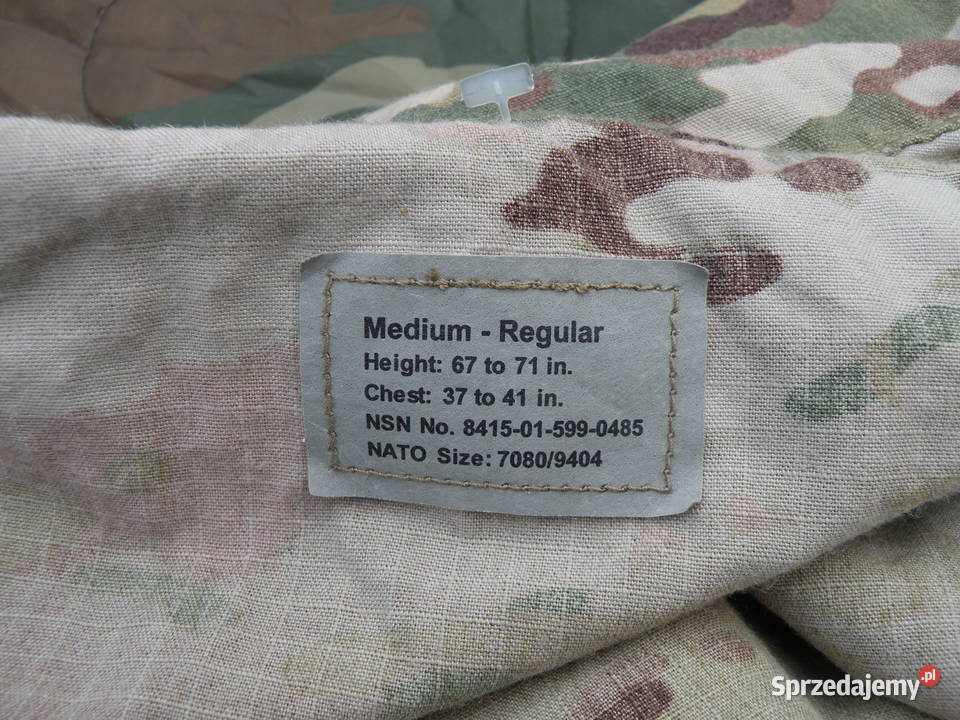 Medium - Regular
Height: 67 to 71 in.
Chest: 37 to 41 in.
NSN No. 8415-01-599-0485
NATO Size: 7080/9404
Sprzedajemy.pl